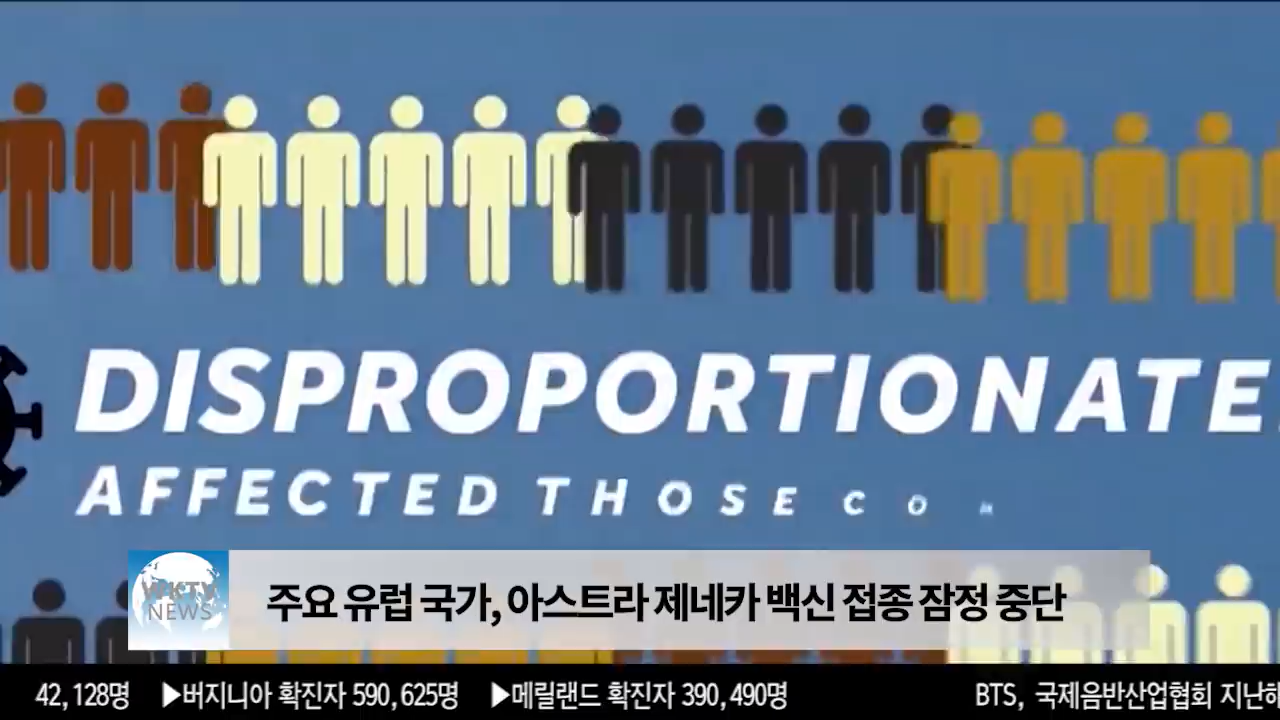 DISPROPORTIONATE
AFFECTED THOSE COM
WKTV
NEWS
주요 유럽 국가, 아스트라 제네카 백신 접종 잠정 중단
42,128명 ▶버지니아 확진자 590,625명 ▶메릴랜드 확진자 390,490명 BTS, 국제음반산업협회 지난해